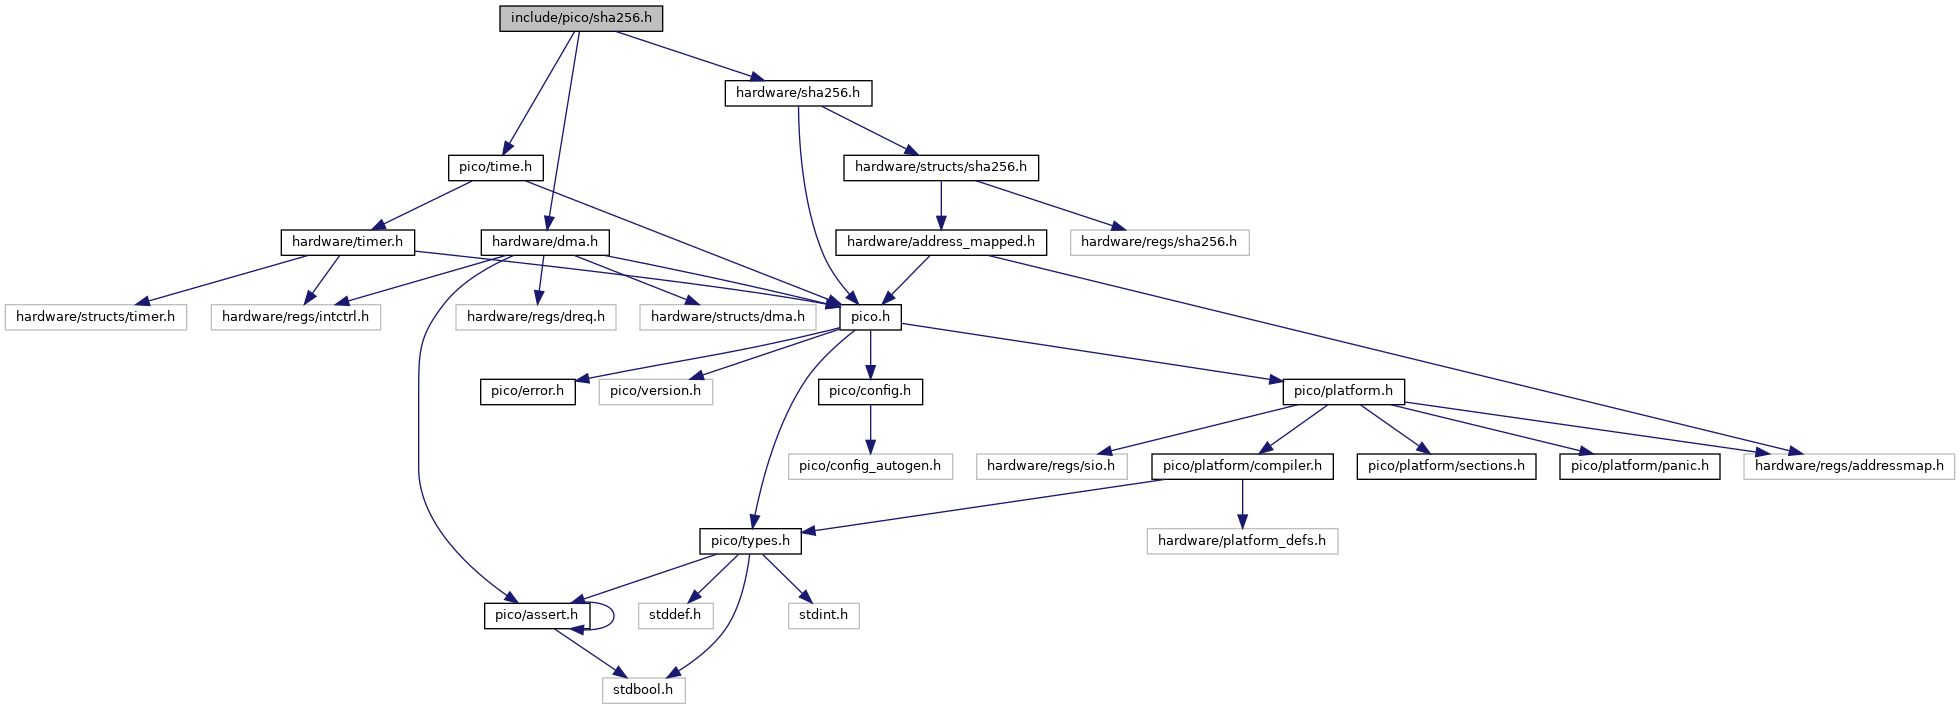 include/pico/sha256.h
hardware/sha256.h
pico/time.h
hardware/structs/sha256.h
hardware/timer.h
hardware/dma.h
hardware/address_mapped.h
hardware/regs/sha256.h
hardware/structs/timer.h
hardware/regs/intctrl.h
hardware/regs/dreq.h
hardware/structs/dma.h
pico.h
pico/error.h
pico/version.h
pico/config.h
pico/platform.h
pico/config_autogen.h
hardware/regs/sio.h
pico/platform/compiler.h
pico/platform/sections.h
pico/platform/panic.h
hardware/regs/addressmap.h
pico/types.h
hardware/platform_defs.h
pico/assert.h
stddef.h
stdint.h
stdbool.h